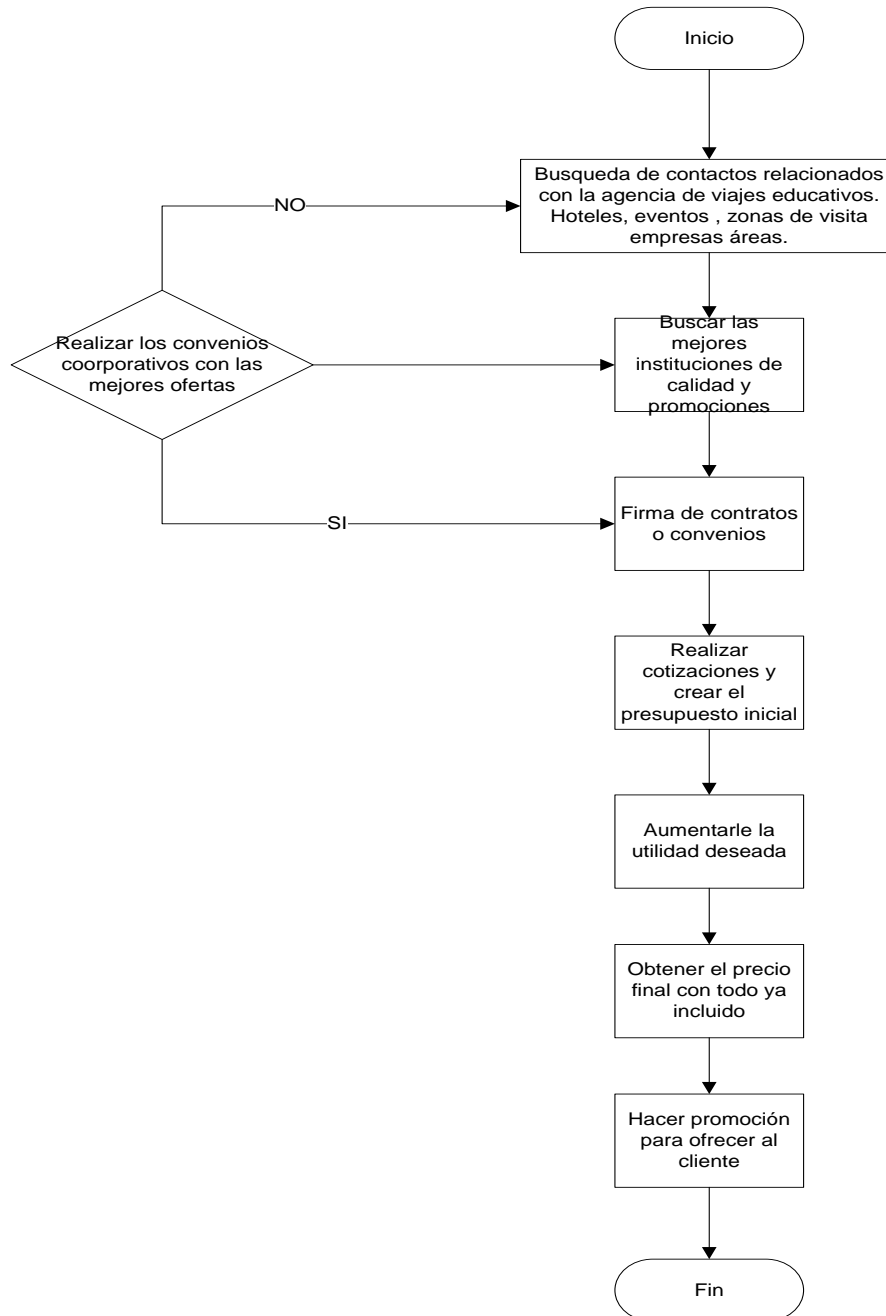 Inicio
Busqueda de contactos relacionados
con la agencia de viajes educativos.
Hoteles, eventos , zonas de visita
empresas áreas.
NO
Realizar los convenios
coorporativos con las
mejores ofertas
Buscar las
mejores
instituciones de
calidad y
promociones
SI
Firma de contratos
o convenios
Realizar
cotizaciones y
crear el
presupuesto inicial
Aumentarle la
utilidad deseada
Obtener el precio
final con todo ya
incluido
Hacer promoción
para ofrecer al
cliente
Fin